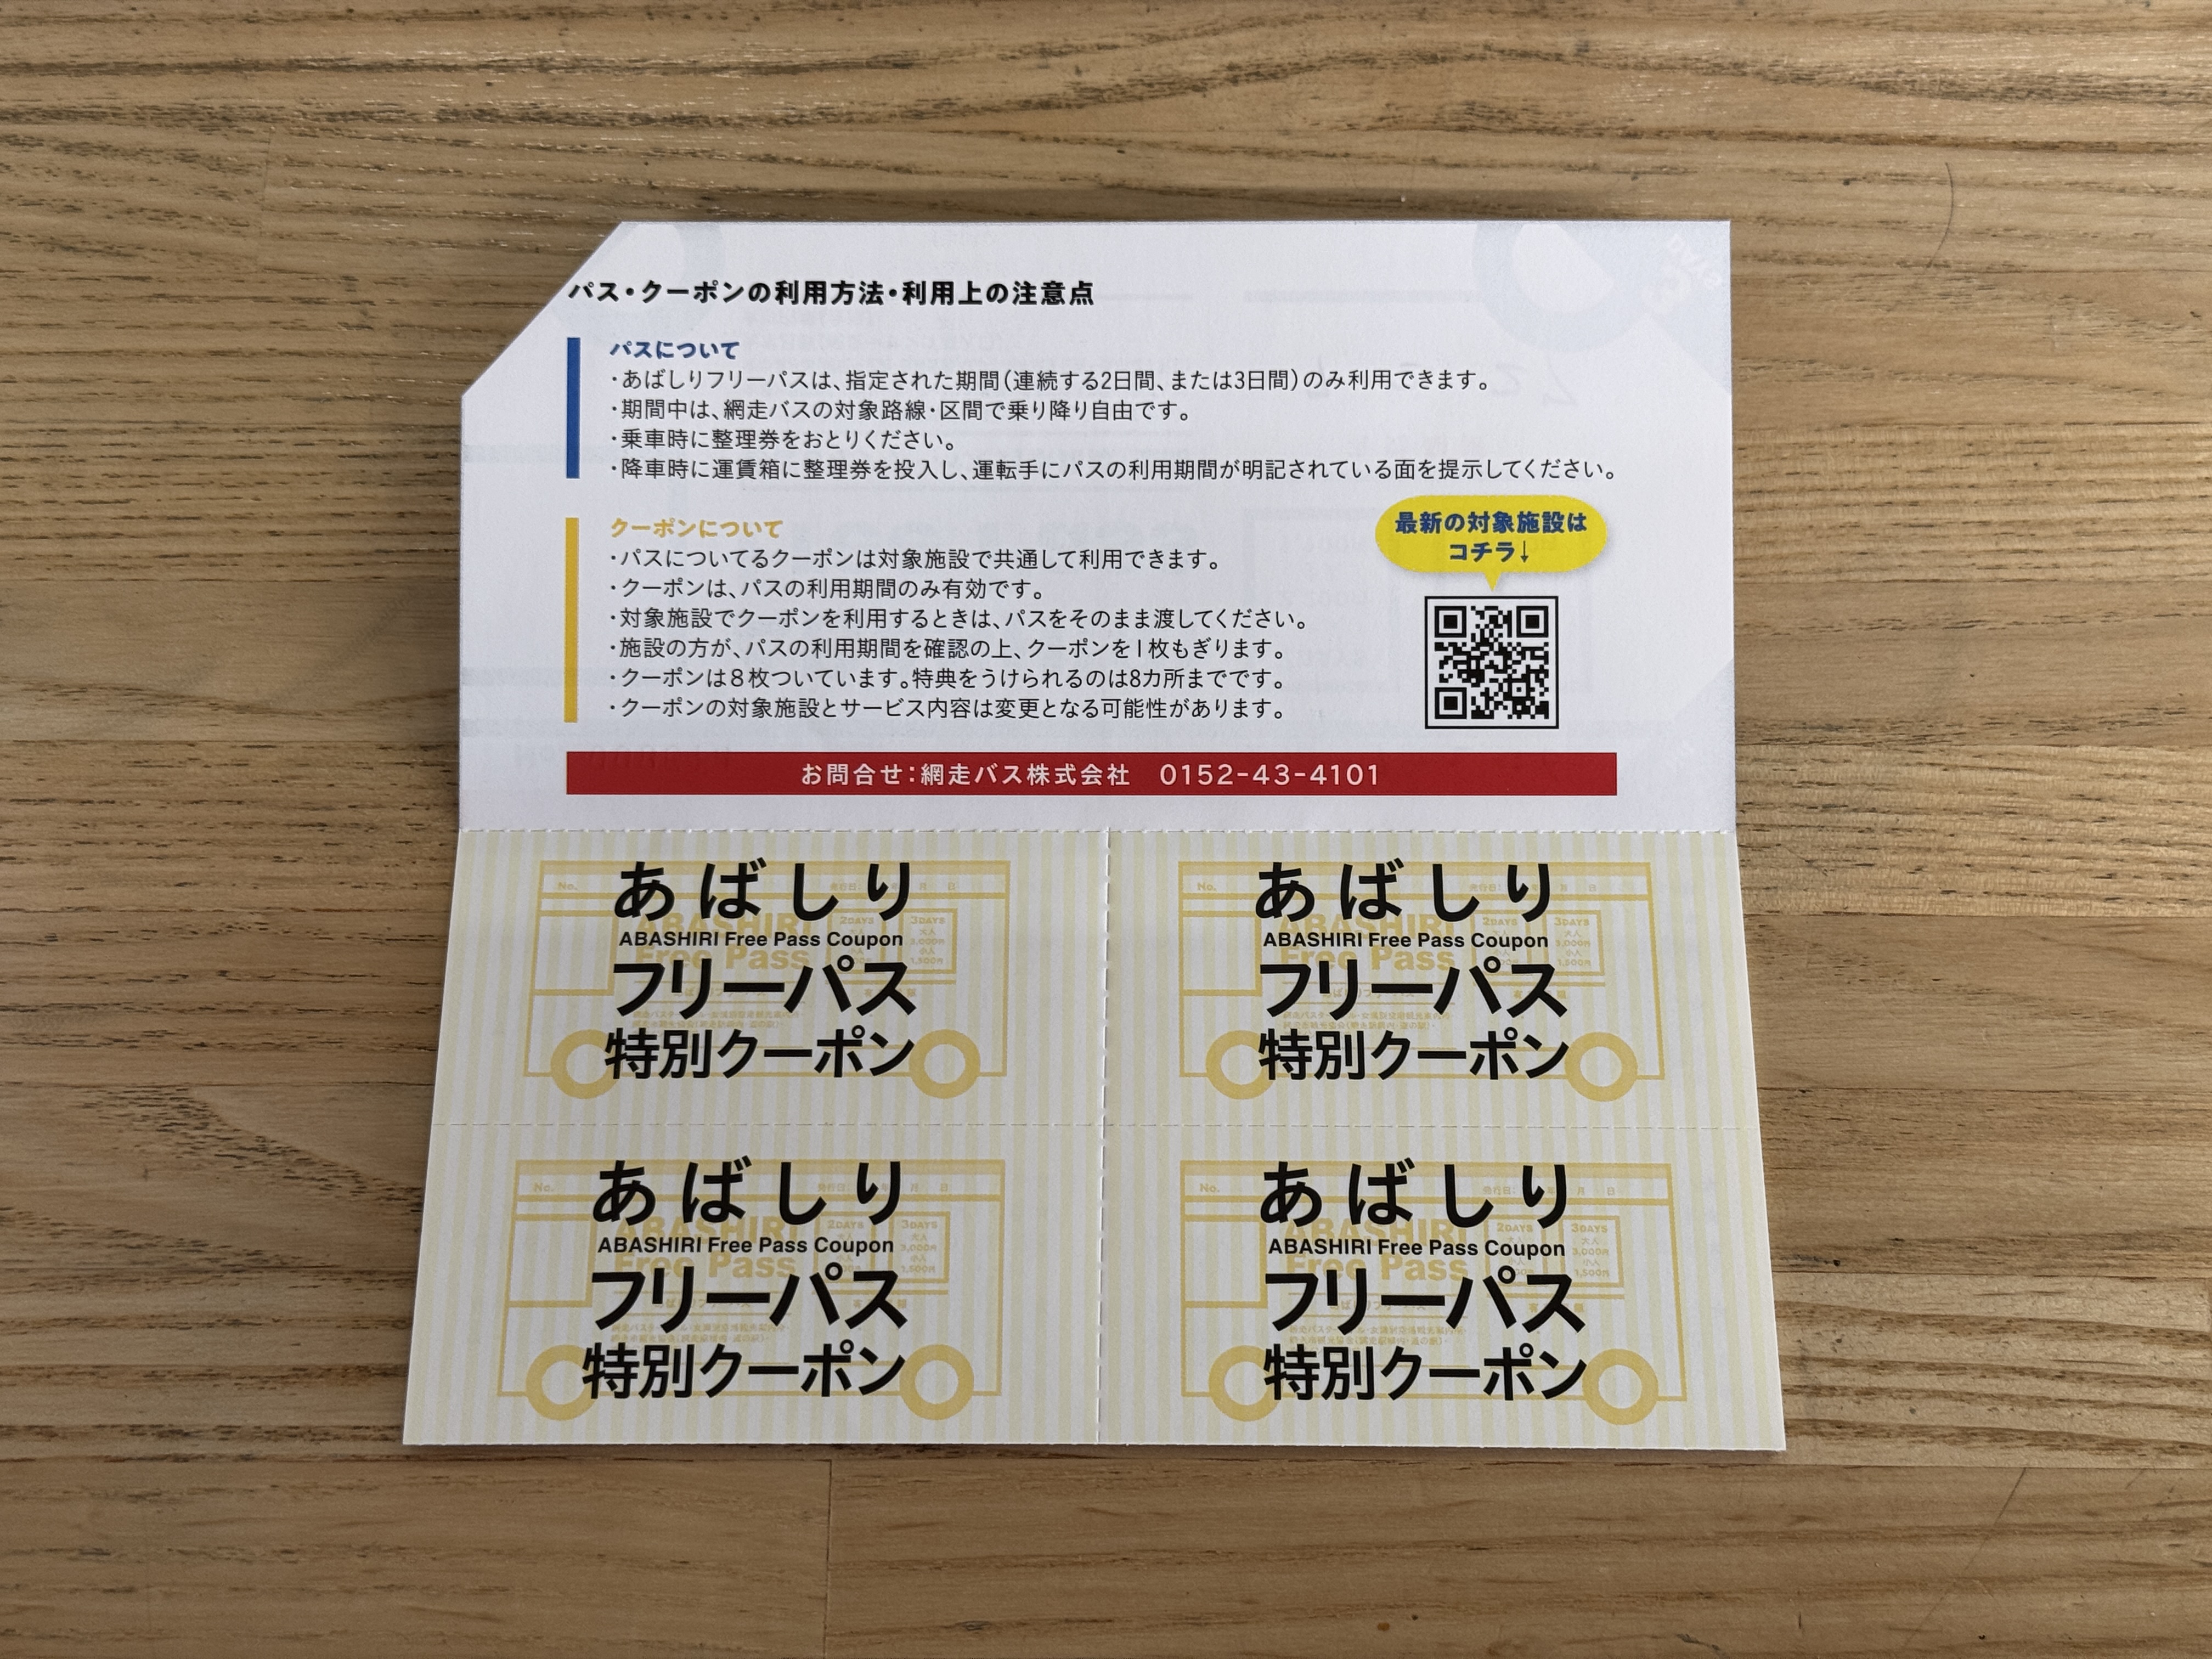 パス・クーポンの利用方法・利用上の注意点
パスについて
・あばしりフリーパスは、指定された期間(連続する2日間、または3日間)のみ利用できます。
・期間中は、網走バスの対象路線・区間で乗り降り自由です。
・乗車時に整理券をおとりください。
・降車時に運賃箱に整理券を投入し、運転手にパスの利用期間が明記されている面を提示してください。
クーポンについて
・パスについてるクーポンは対象施設で共通して利用できます。
・クーポンは、パスの利用期間のみ有効です。
・対象施設でクーポンを利用するときは、パスをそのまま渡してください。
・施設の方が、パスの利用期間を確認の上、クーポンを1枚もぎります。
・クーポンは8枚ついています。特典をうけられるのは8カ所までです。
・クーポンの対象施設とサービス内容は変更となる可能性があります。
最新の対象施設は
コチラ↓
お問合せ:網走バス株式会社 0152-43-4101
あばしり
ABASHIRI Free Pass Coupon
フリーパス
特別クーポン
あばしり
ABASHIRI Free Pass Coupon
フリーパス
特別クーポン
あばしり
ABASHIRI Free Pass Coupon
フリーパス
特別クーポン
あばしり
ABASHIRI Free Pass Coupon
フリーパス
特別クーポン